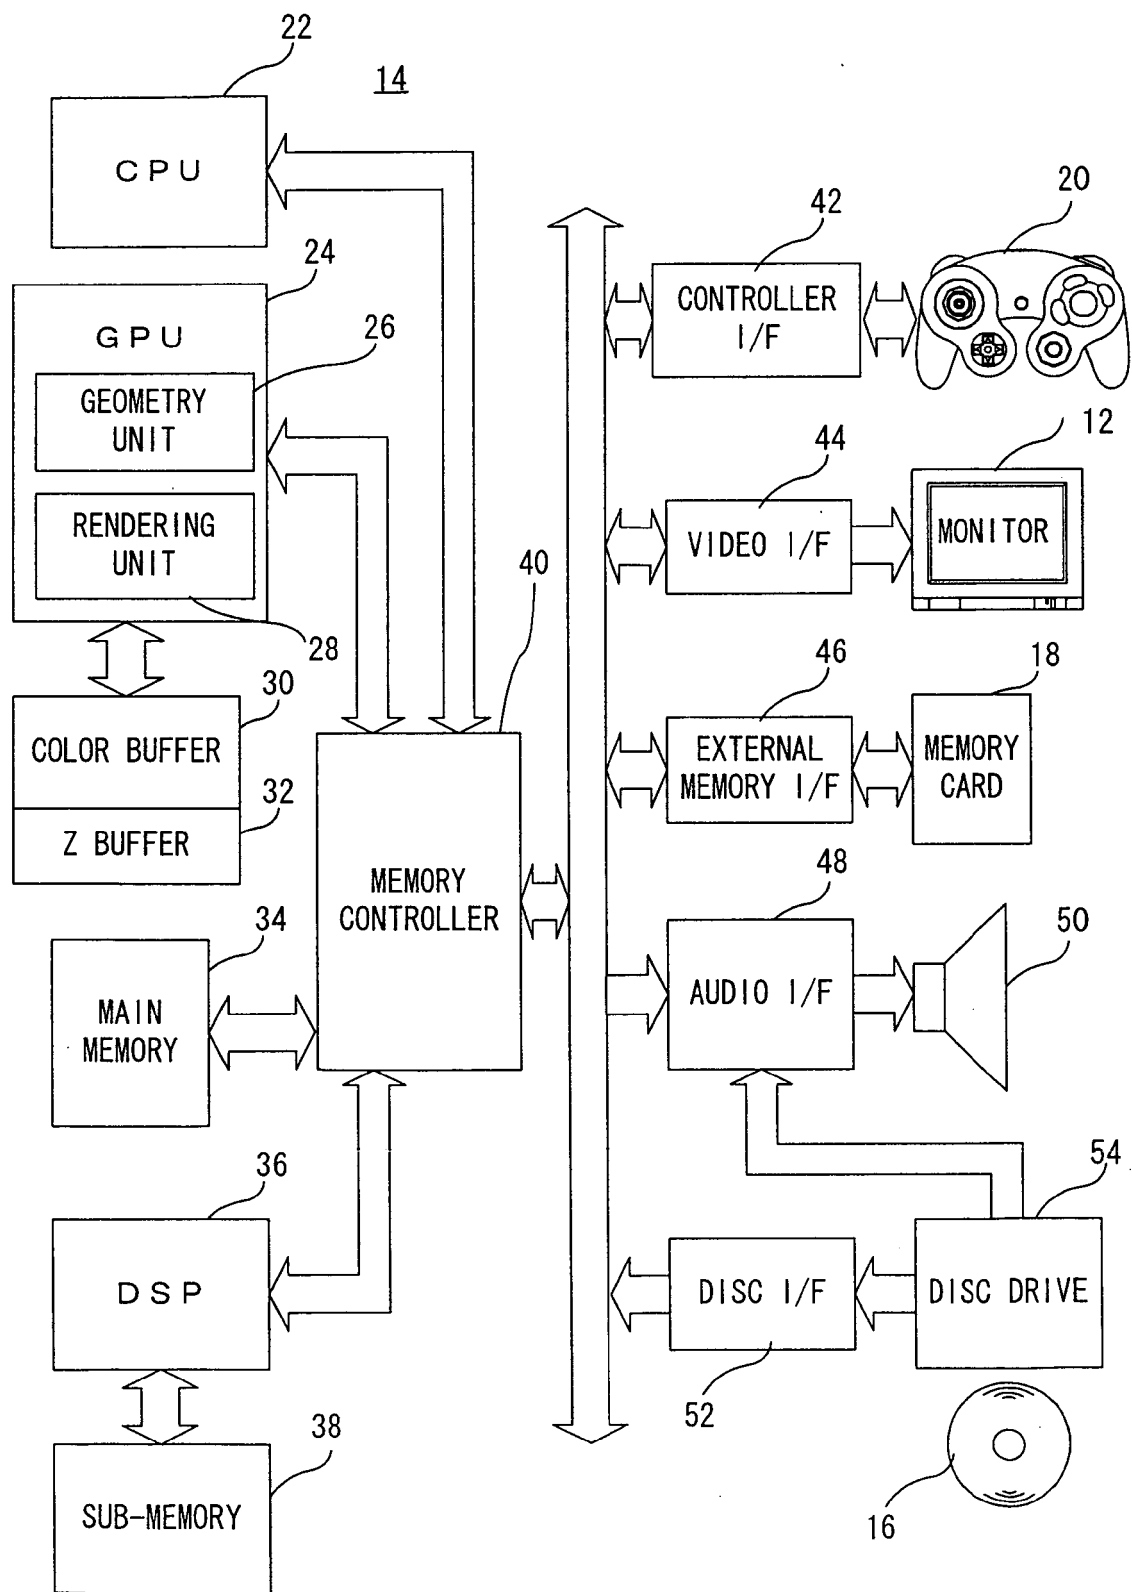 22
14
CPU
24
GPU
26
GEOMETRY
UNIT
RENDERING
UNIT
28
30
COLOR BUFFER
32
Z BUFFER
34
MAIN
MEMORY
36
DSP
38
SUB-MEMORY
40
MEMORY
CONTROLLER
42
CONTROLLER
I/F
20
44
VIDEO I/F
12
MONITOR
46
EXTERNAL
MEMORY I/F
18
MEMORY
CARD
48
AUDIO I/F
50
54
DISC I/F
52
DISC DRIVE
16